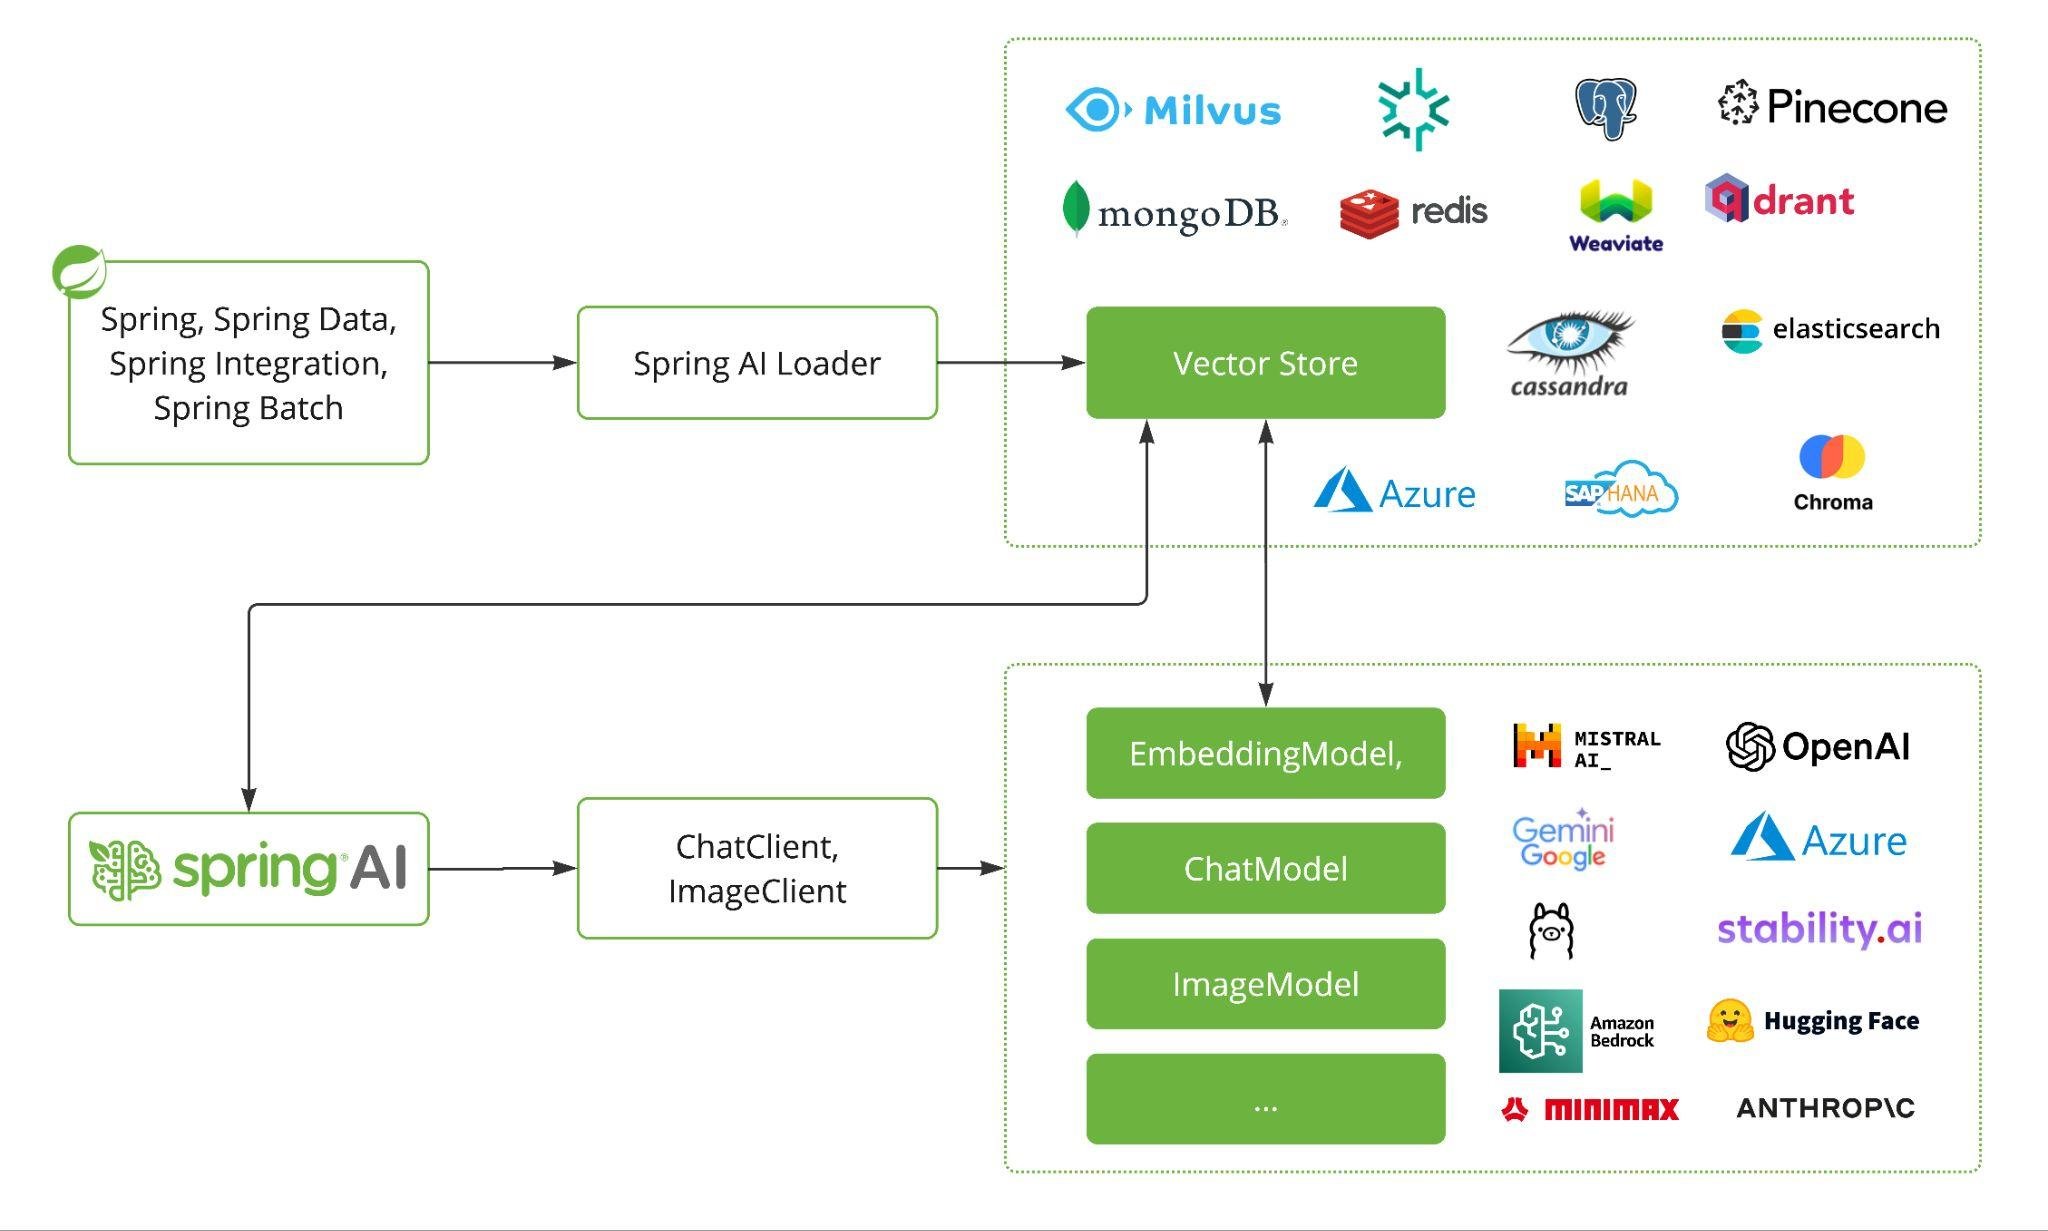 Milvus
Pinecone
mongoDB®
redis
Weaviate
qdrant
Spring, Spring Data,
Spring Integration,
Spring Batch
Spring AI Loader
Vector Store
cassandra
elasticsearch
Azure
SAP HANA
Chroma
EmbeddingModel,
MISTRAL
AI_
OpenAI
Gemini
Google
Azure
spring® AI
ChatClient,
ImageClient
ChatModel
stability.ai
ImageModel
Amazon
Bedrock
Hugging Face
...
MINIMAX
ANTHROP\C